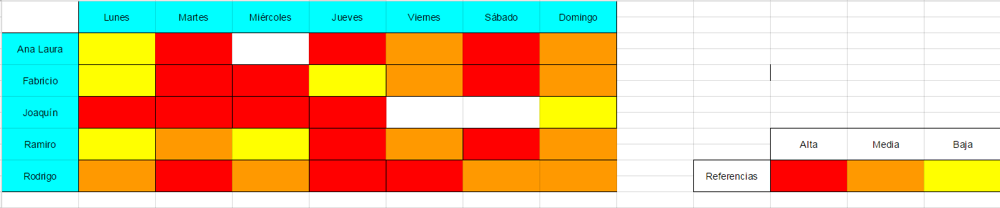 Lunes Martes Miércoles Jueves Viernes Sábado Domingo
Ana Laura
Fabricio
Joaquín
Ramiro
Alta Media Baja
Rodrigo
Referencias